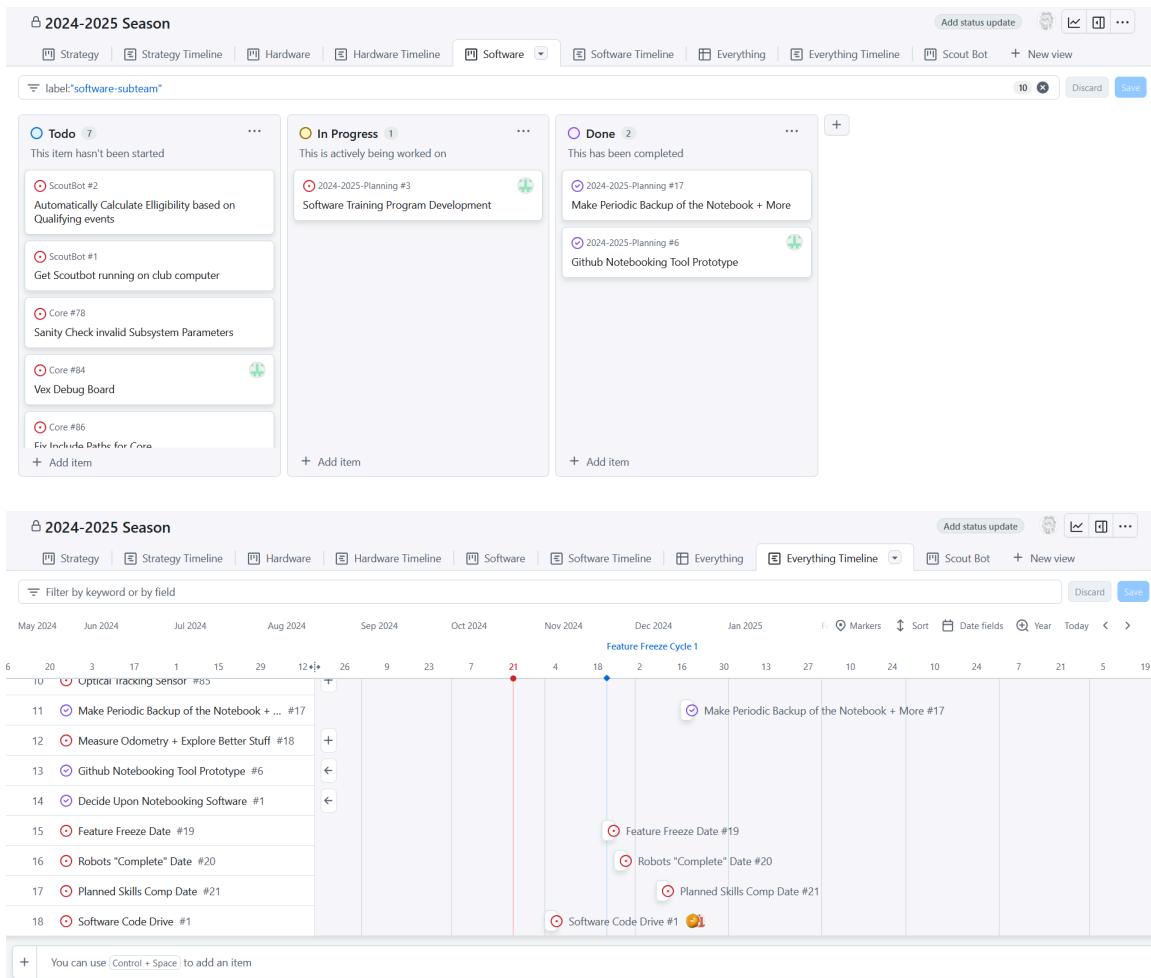 2024-2025 Season
Add status update
Strategy Strategy Timeline Hardware Hardware Timeline Software Software Timeline Everything Everything Timeline Scout Bot + New view
label:"software-subteam" 10 Discard Save
Todo 7 ...
This item hasn't been started
ScoutBot #2
Automatically Calculate Elligibility based on
Qualifying events
ScoutBot #1
Get Scoutbot running on club computer
Core #78
Sanity Check invalid Subsystem Parameters
Core #84
Vex Debug Board
Core #86
Fix Include Paths for Core
+ Add item
In Progress 1 ...
This is actively being worked on
2024-2025-Planning #3
Software Training Program Development
+ Add item
Done 2 ...
This has been completed
2024-2025-Planning #17
Make Periodic Backup of the Notebook + More
2024-2025-Planning #6
Github Notebooking Tool Prototype
+ Add item
2024-2025 Season
Add status update
Strategy Strategy Timeline Hardware Hardware Timeline Software Software Timeline Everything Everything Timeline Scout Bot + New view
Filter by keyword or by field Discard Save
May 2024 Jun 2024 Jul 2024 Aug 2024 Sep 2024 Oct 2024 Nov 2024 Dec 2024 Jan 2025 Markers Sort Date fields Year Today
Feature Freeze Cycle 1
6 20 3 17 1 15 29 12 26 9 23 7 21 4 18 2 16 30 13 27 10 24 10 24 7 21 5 19
10 Optical Tracking Sensor #85
11 Make Periodic Backup of the Notebook + ... #17 Make Periodic Backup of the Notebook + More #17
12 Measure Odometry + Explore Better Stuff #18
13 Github Notebooking Tool Prototype #6
14 Decide Upon Notebooking Software #1
15 Feature Freeze Date #19 Feature Freeze Date #19
16 Robots "Complete" Date #20 Robots "Complete" Date #20
17 Planned Skills Comp Date #21 Planned Skills Comp Date #21
18 Software Code Drive #1 Software Code Drive #1
+ You can use Control + Space to add an item